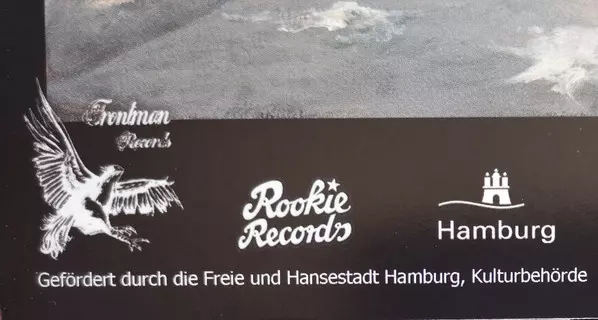 Frontman
Records
Rookie
Records
Hamburg
Gefördert durch die Freie und Hansestadt Hamburg, Kulturbehörde